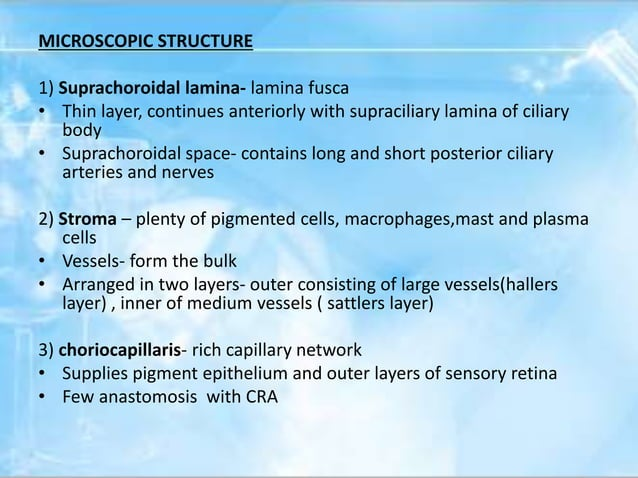 MICROSCOPIC STRUCTURE
1) Suprachoroidal lamina- lamina fusca
• Thin layer, continues anteriorly with supraciliary lamina of ciliary
body
• Suprachoroidal space- contains long and short posterior ciliary
arteries and nerves
2) Stroma – plenty of pigmented cells, macrophages,mast and plasma
cells
• Vessels- form the bulk
• Arranged in two layers- outer consisting of large vessels(hallers
layer) , inner of medium vessels ( sattlers layer)
3) choriocapillaris- rich capillary network
• Supplies pigment epithelium and outer layers of sensory retina
• Few anastomosis with CRA